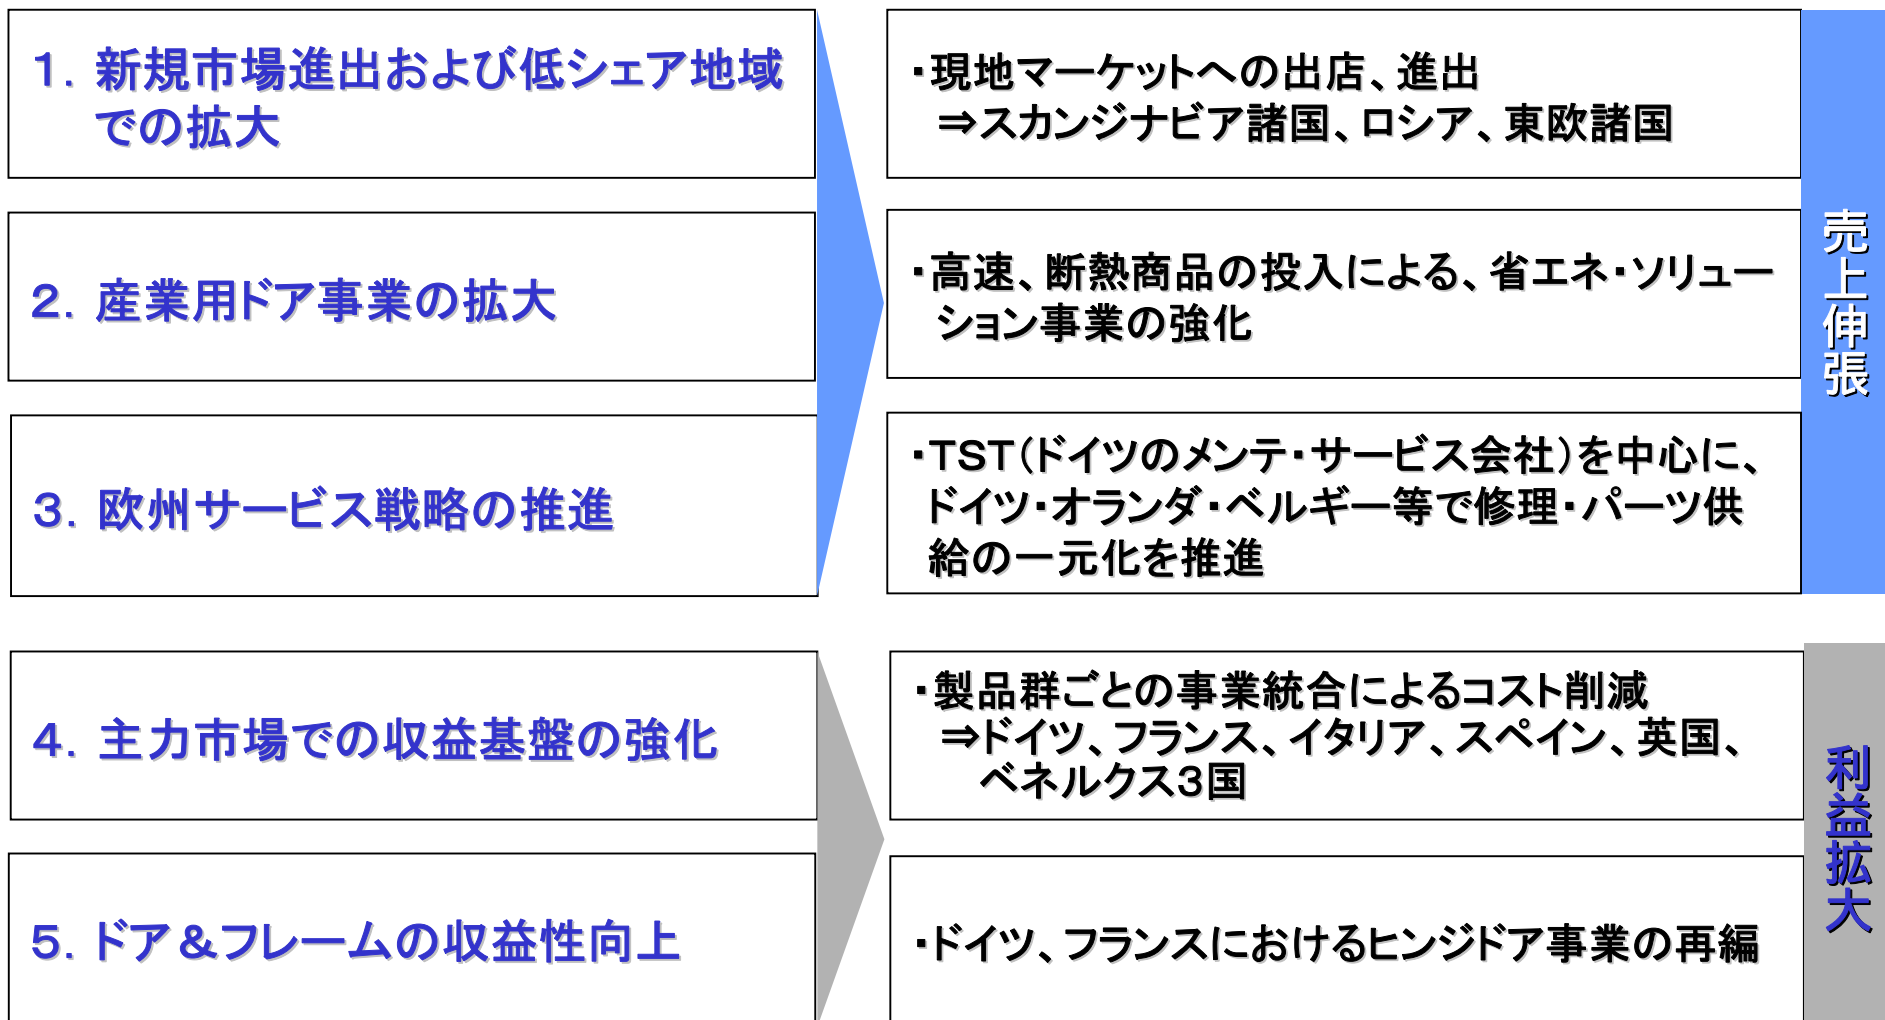 １．新規市場進出および低シェア地域
での拡大
・現地マーケットへの出店、進出
⇒スカンジナビア諸国、ロシア、東欧諸国
２．産業用ドア事業の拡大
・高速、断熱商品の投入による、省エネ・ソリュー
ション事業の強化
３．欧州サービス戦略の推進
・TST（ドイツのメンテ・サービス会社）を中心に、
ドイツ・オランダ・ベルギー等で修理・パーツ供
給の一元化を推進
売上伸張
４．主力市場での収益基盤の強化
・製品群ごとの事業統合によるコスト削減
⇒ドイツ、フランス、イタリア、スペイン、英国、
ベネルクス３国
５．ドア＆フレームの収益性向上
・ドイツ、フランスにおけるヒンジドア事業の再編
利益拡大